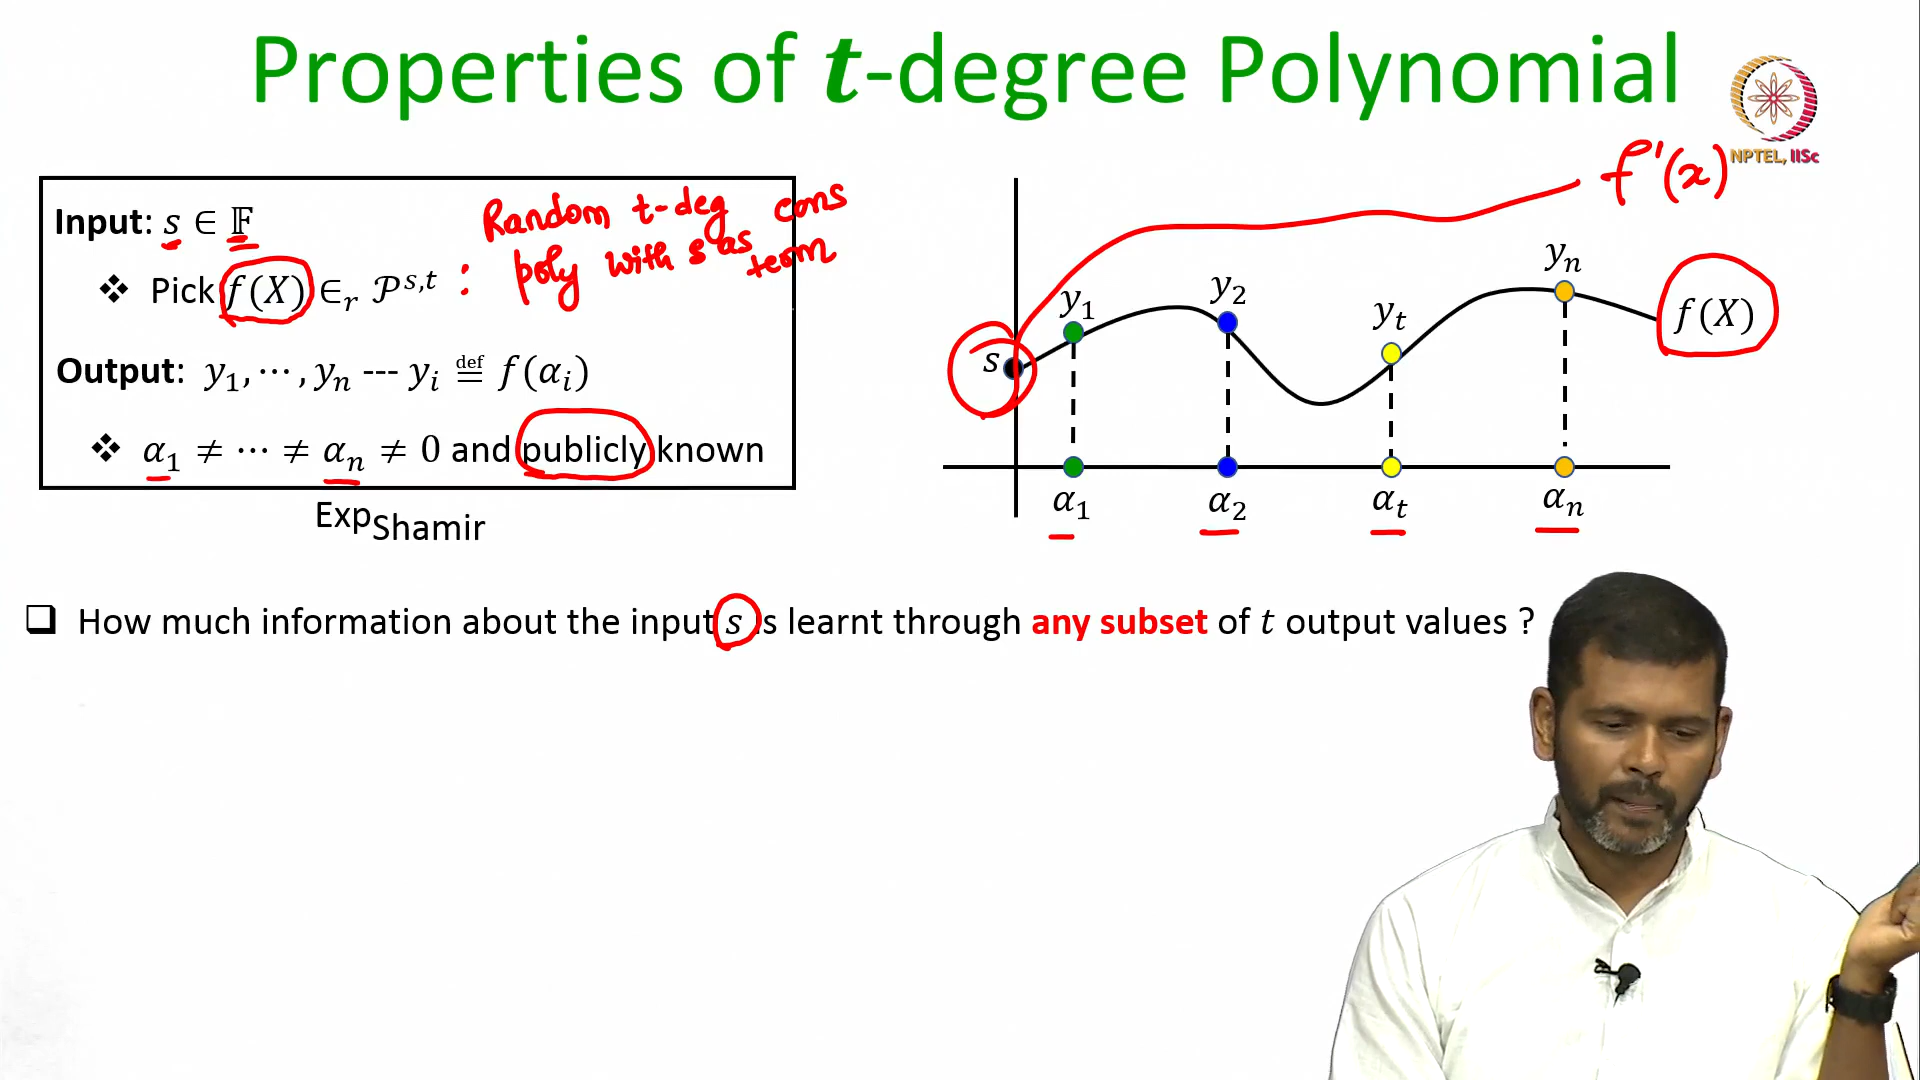 Properties of t-degree Polynomial
NPTEL, IISc
f'(x)
Input: s ∈ 𝔽
Random t-deg cons
poly with s as term
❖ Pick f(X) ∈ᵣ 𝒫^{s,t} :
Output: y₁, ⋯, yₙ --- yᵢ ≝ f(αᵢ)
❖ α₁ ≠ ⋯ ≠ αₙ ≠ 0 and publicly known
Exp_Shamir
yₙ
y₁
y₂
yₜ
f(X)
s
α₁
α₂
αₜ
αₙ
❑ How much information about the input s is learnt through any subset of t output values ?